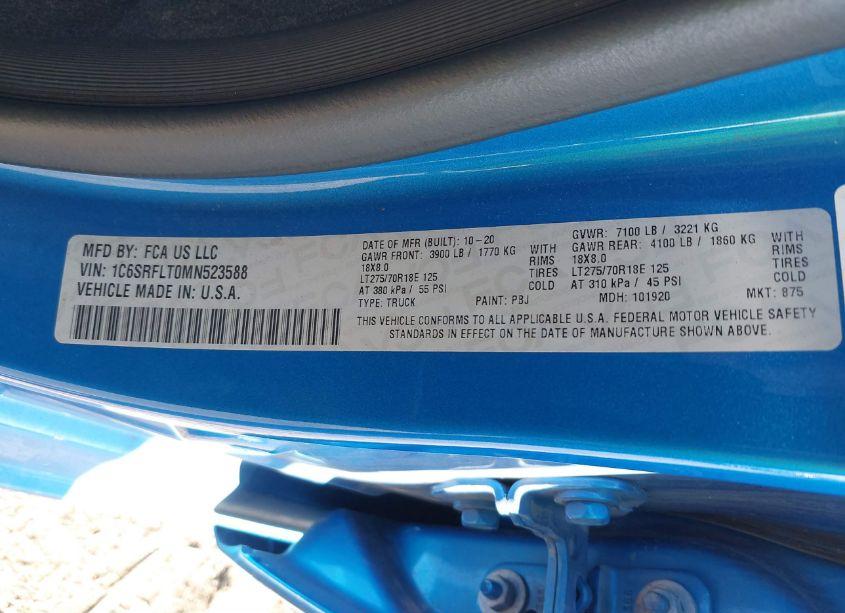 MFD BY: FCA US LLC
VIN: 1C6SRFLT0MN523588
VEHICLE MADE IN: U.S.A.
DATE OF MFR (BUILT): 10-20
GAWR FRONT: 3900 LB / 1770 KG WITH
18X8.0 RIMS
LT275/70R18E 125 TIRES
AT 380 kPa / 55 PSI COLD
TYPE: TRUCK PAINT: PBJ
GVWR: 7100 LB / 3221 KG
GAWR REAR: 4100 LB / 1860 KG WITH
18X8.0 RIMS
LT275/70R18E 125 TIRES
AT 310 kPa / 45 PSI COLD
MDH: 101920 MKT: 875
THIS VEHICLE CONFORMS TO ALL APPLICABLE U.S.A. FEDERAL MOTOR VEHICLE SAFETY
STANDARDS IN EFFECT ON THE DATE OF MANUFACTURE SHOWN ABOVE.